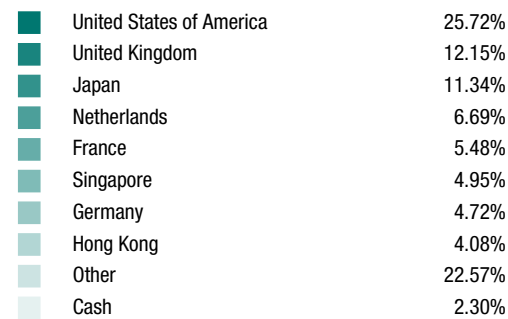 United States of America 25.72%
United Kingdom 12.15%
Japan 11.34%
Netherlands 6.69%
France 5.48%
Singapore 4.95%
Germany 4.72%
Hong Kong 4.08%
Other 22.57%
Cash 2.30%